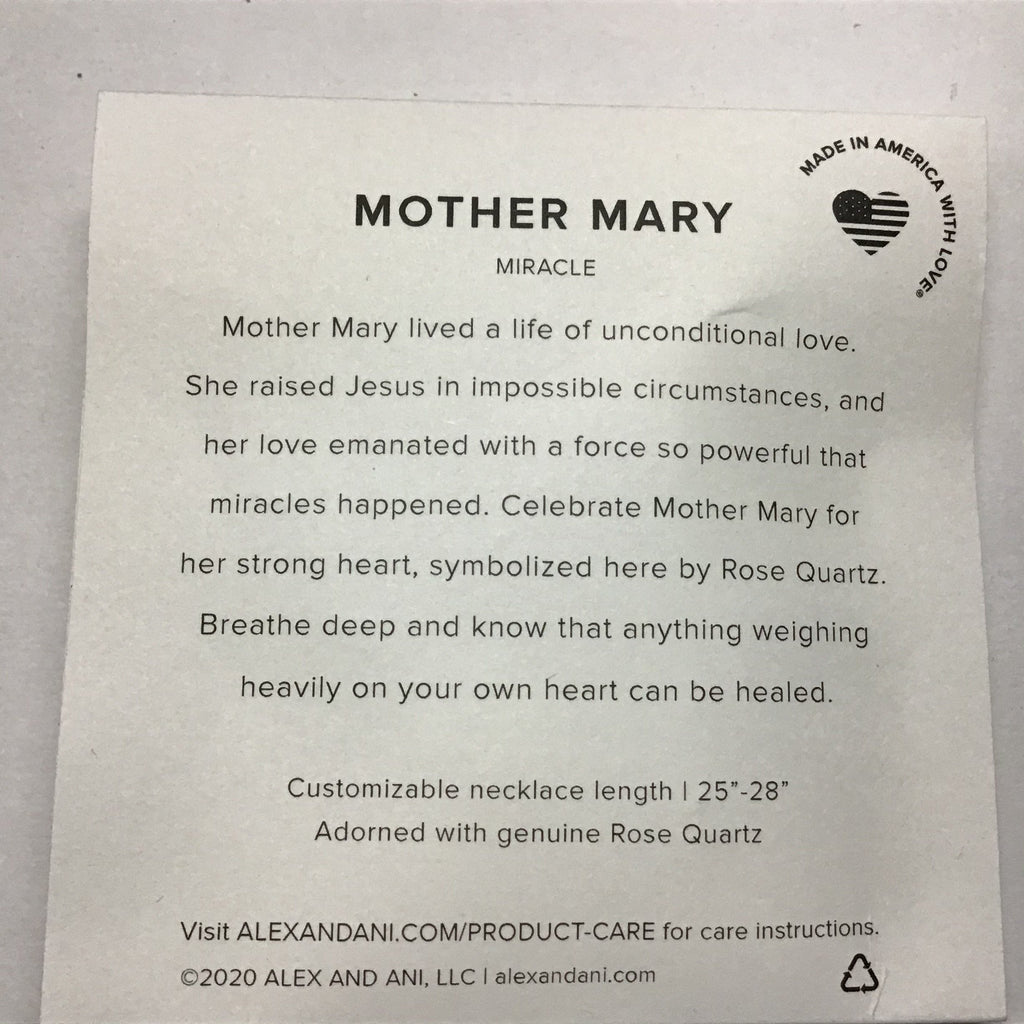 MADE IN AMERICA WITH LOVE®
MOTHER MARY
MIRACLE
Mother Mary lived a life of unconditional love.
She raised Jesus in impossible circumstances, and
her love emanated with a force so powerful that
miracles happened. Celebrate Mother Mary for
her strong heart, symbolized here by Rose Quartz.
Breathe deep and know that anything weighing
heavily on your own heart can be healed.
Customizable necklace length | 25”-28”
Adorned with genuine Rose Quartz
Visit ALEXANDANI.COM/PRODUCT-CARE for care instructions.
©2020 ALEX AND ANI, LLC | alexandani.com